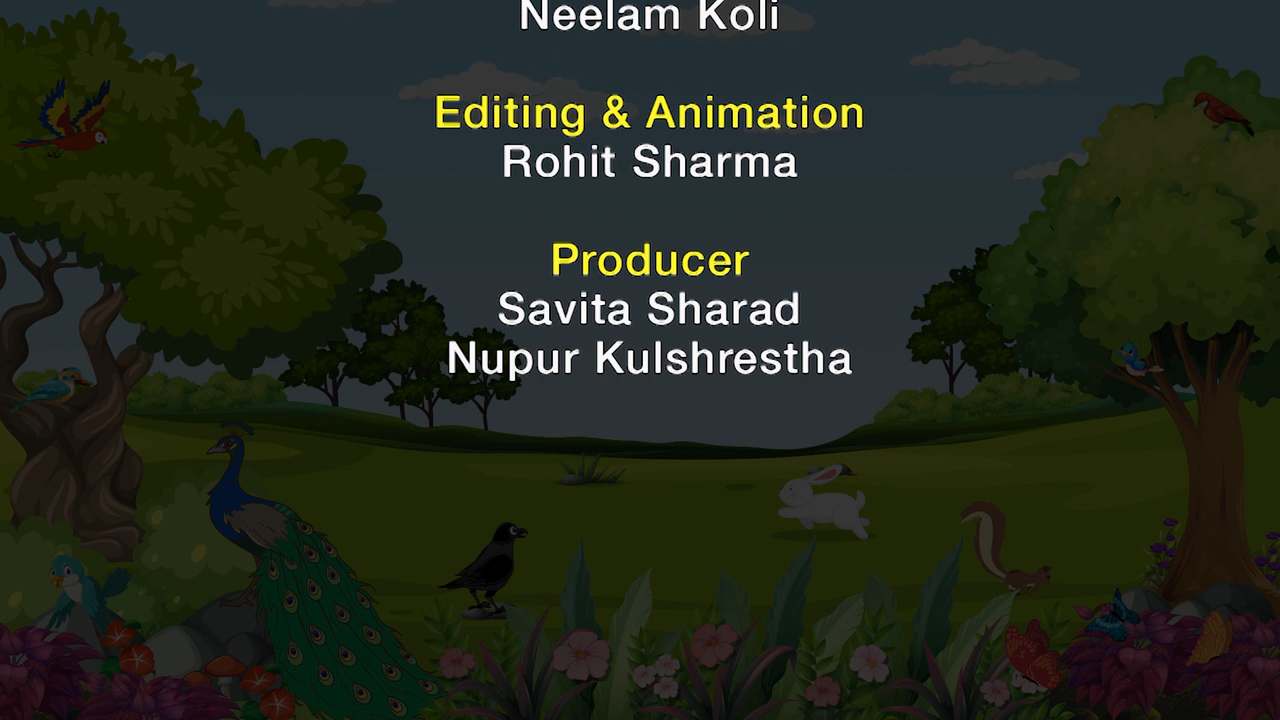 Neelam Koli
Editing & Animation
Rohit Sharma
Producer
Savita Sharad
Nupur Kulshrestha